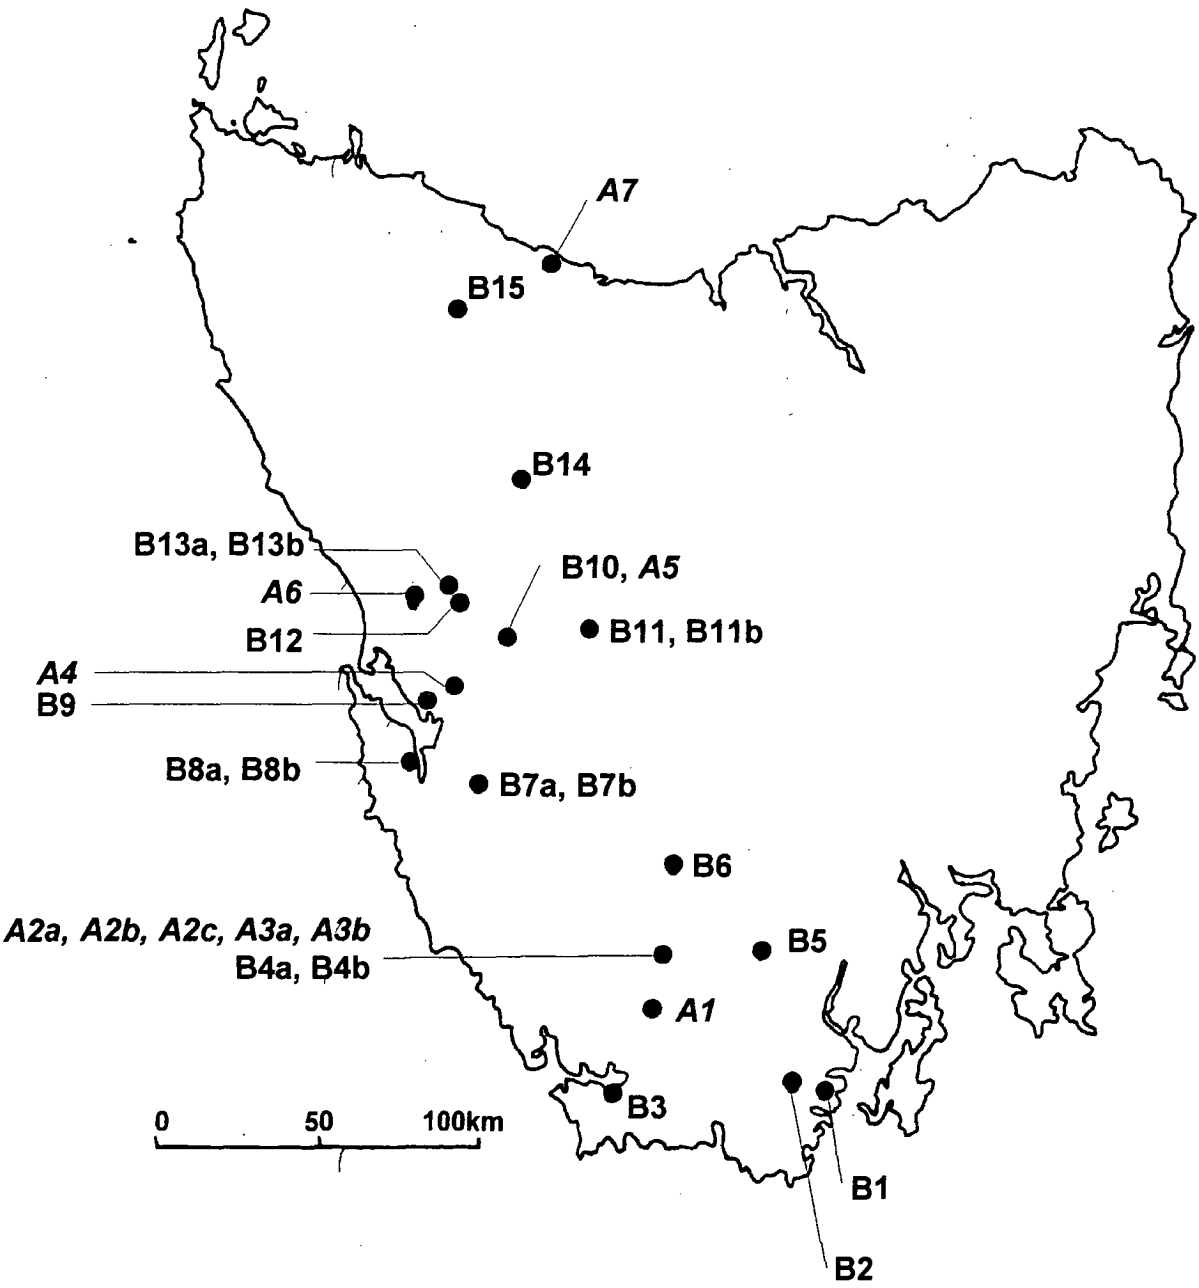 A7
B15
B14
B13a, B13b
B10, A5
A6
B12
B11, B11b
A4
B9
B8a, B8b
B7a, B7b
B6
A2a, A2b, A2c, A3a, A3b
B4a, B4b
B5
A1
B3
0 50 100km
B1
B2